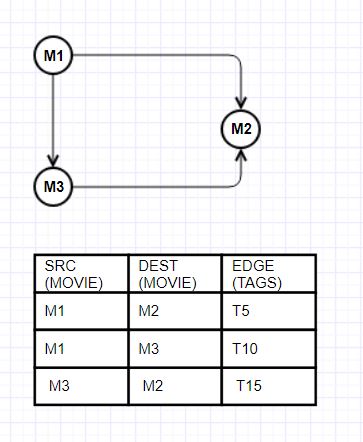 M1
M2
M3
SRC DEST EDGE
(MOVIE) (MOVIE) (TAGS)
M1 M2 T5
M1 M3 T10
M3 M2 T15